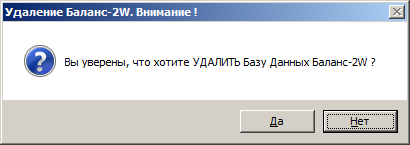 Удаление Баланс-2W. Внимание !
Вы уверены, что хотите УДАЛИТЬ Базу Данных Баланс-2W ?
Да
Нет